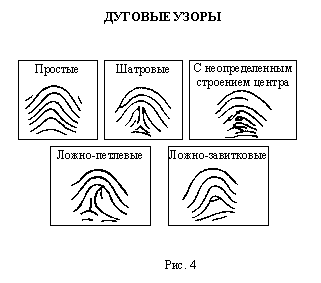 ДУГОВЫЕ УЗОРЫ
Простые
Шатровые
С неопределенным
строением центра
Ложно-петлевые
Ложно-завитковые
Рис. 4